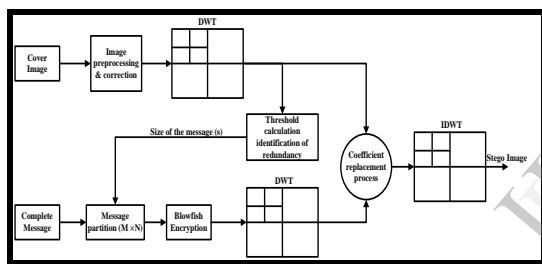 DWT
Cover
Image
Image
preprocessing
& correction
Threshold
calculation
identification of
redundancy
Size of the message (s)
IDWT
Coefficient
replacement
process
Stego Image
DWT
Complete
Message
Message
partition (M ×N)
Blowfish
Encryption